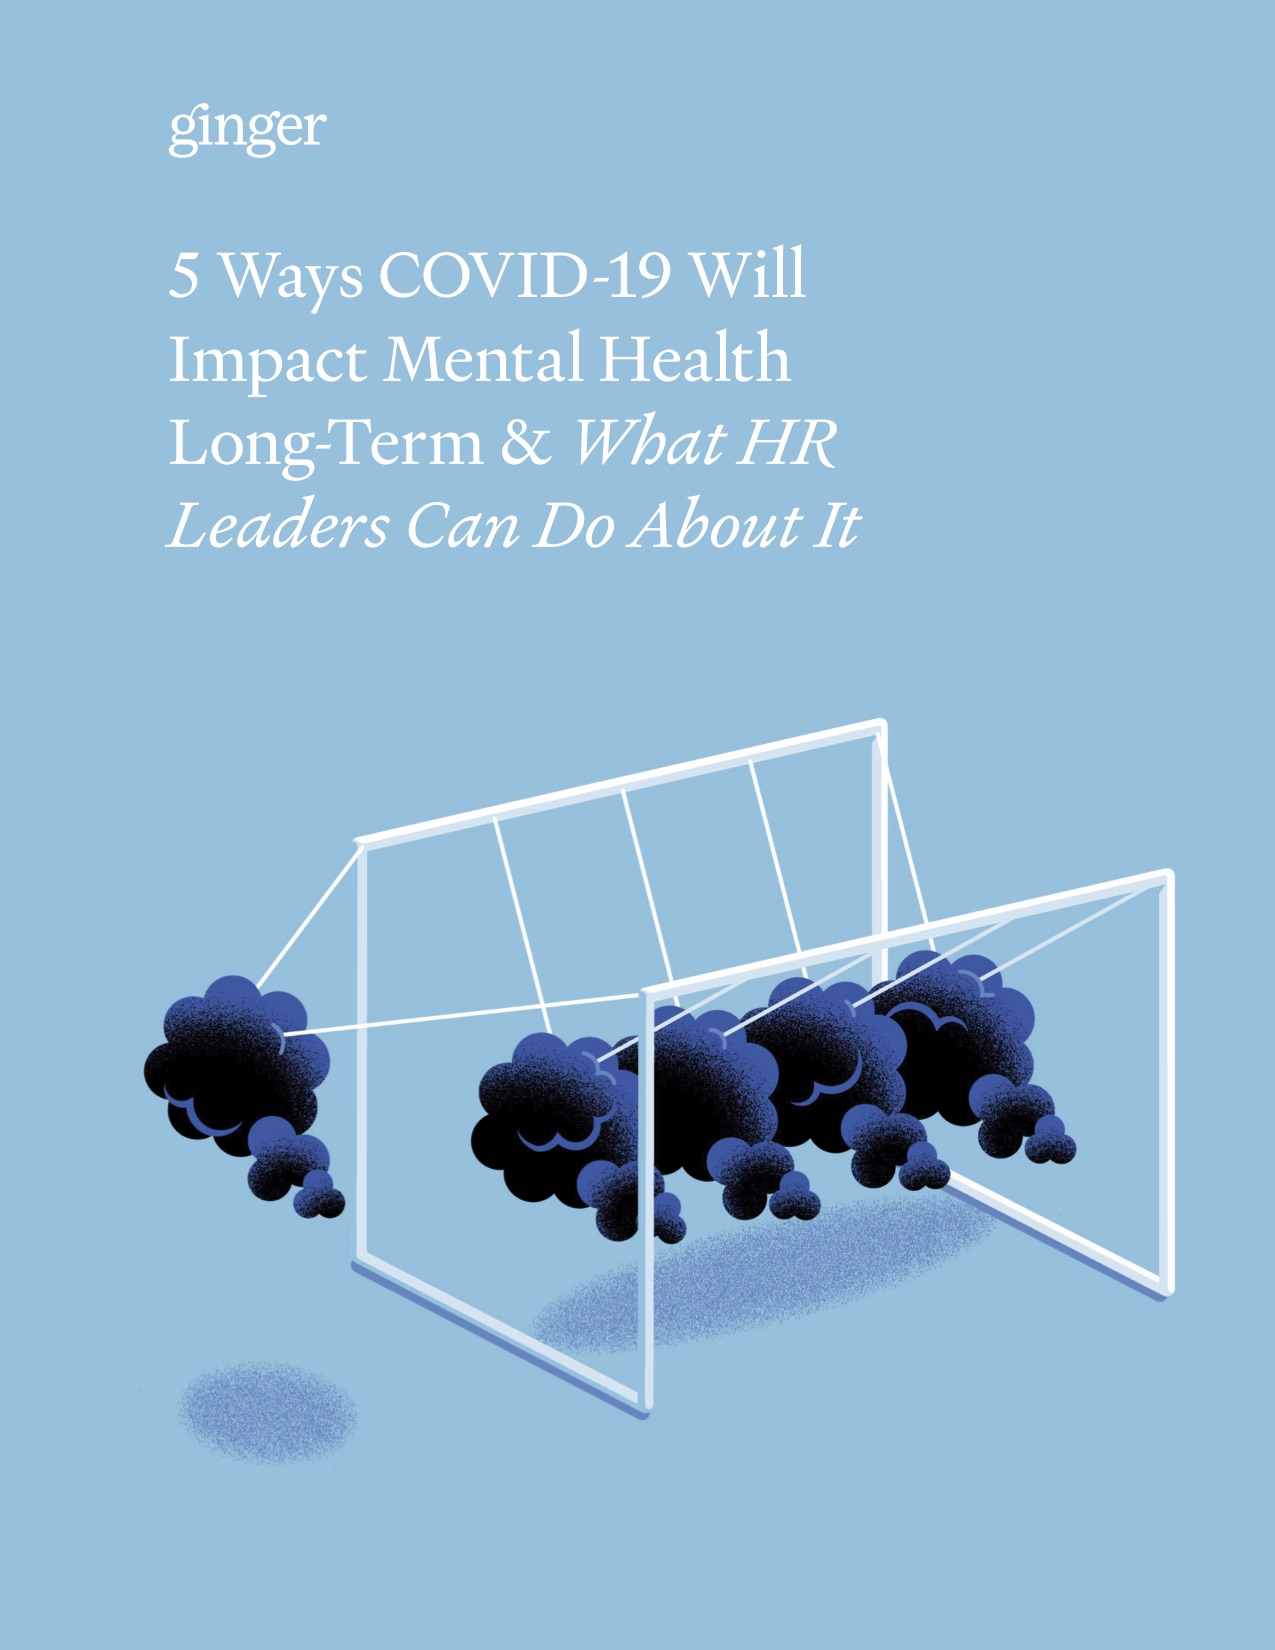 ginger
5 Ways COVID-19 Will
Impact Mental Health
Long-Term & What HR
Leaders Can Do About It